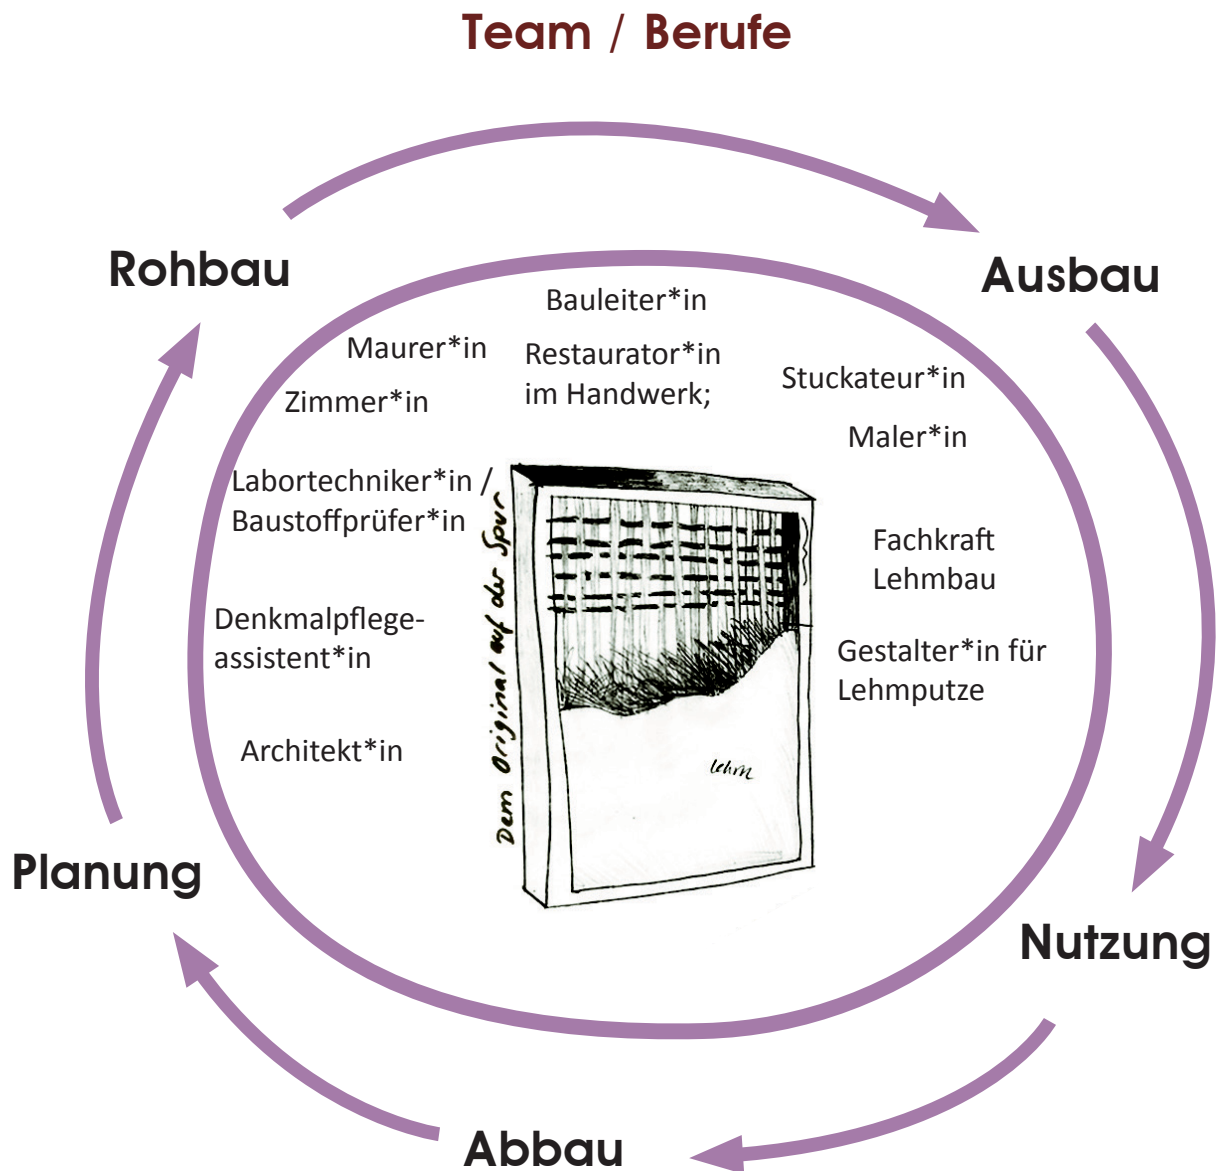 Team / Berufe
Rohbau
Ausbau
Bauleiter*in
Maurer*in
Restaurator*in
im Handwerk;
Zimmer*in
Stuckateur*in
Maler*in
Labortechniker*in /
Baustoffprüfer*in
Fachkraft
Lehmbau
Denkmalpflege-
assistent*in
Gestalter*in für
Lehmputze
Architekt*in
Dem Original auf der Spur
Lehm
Planung
Nutzung
Abbau